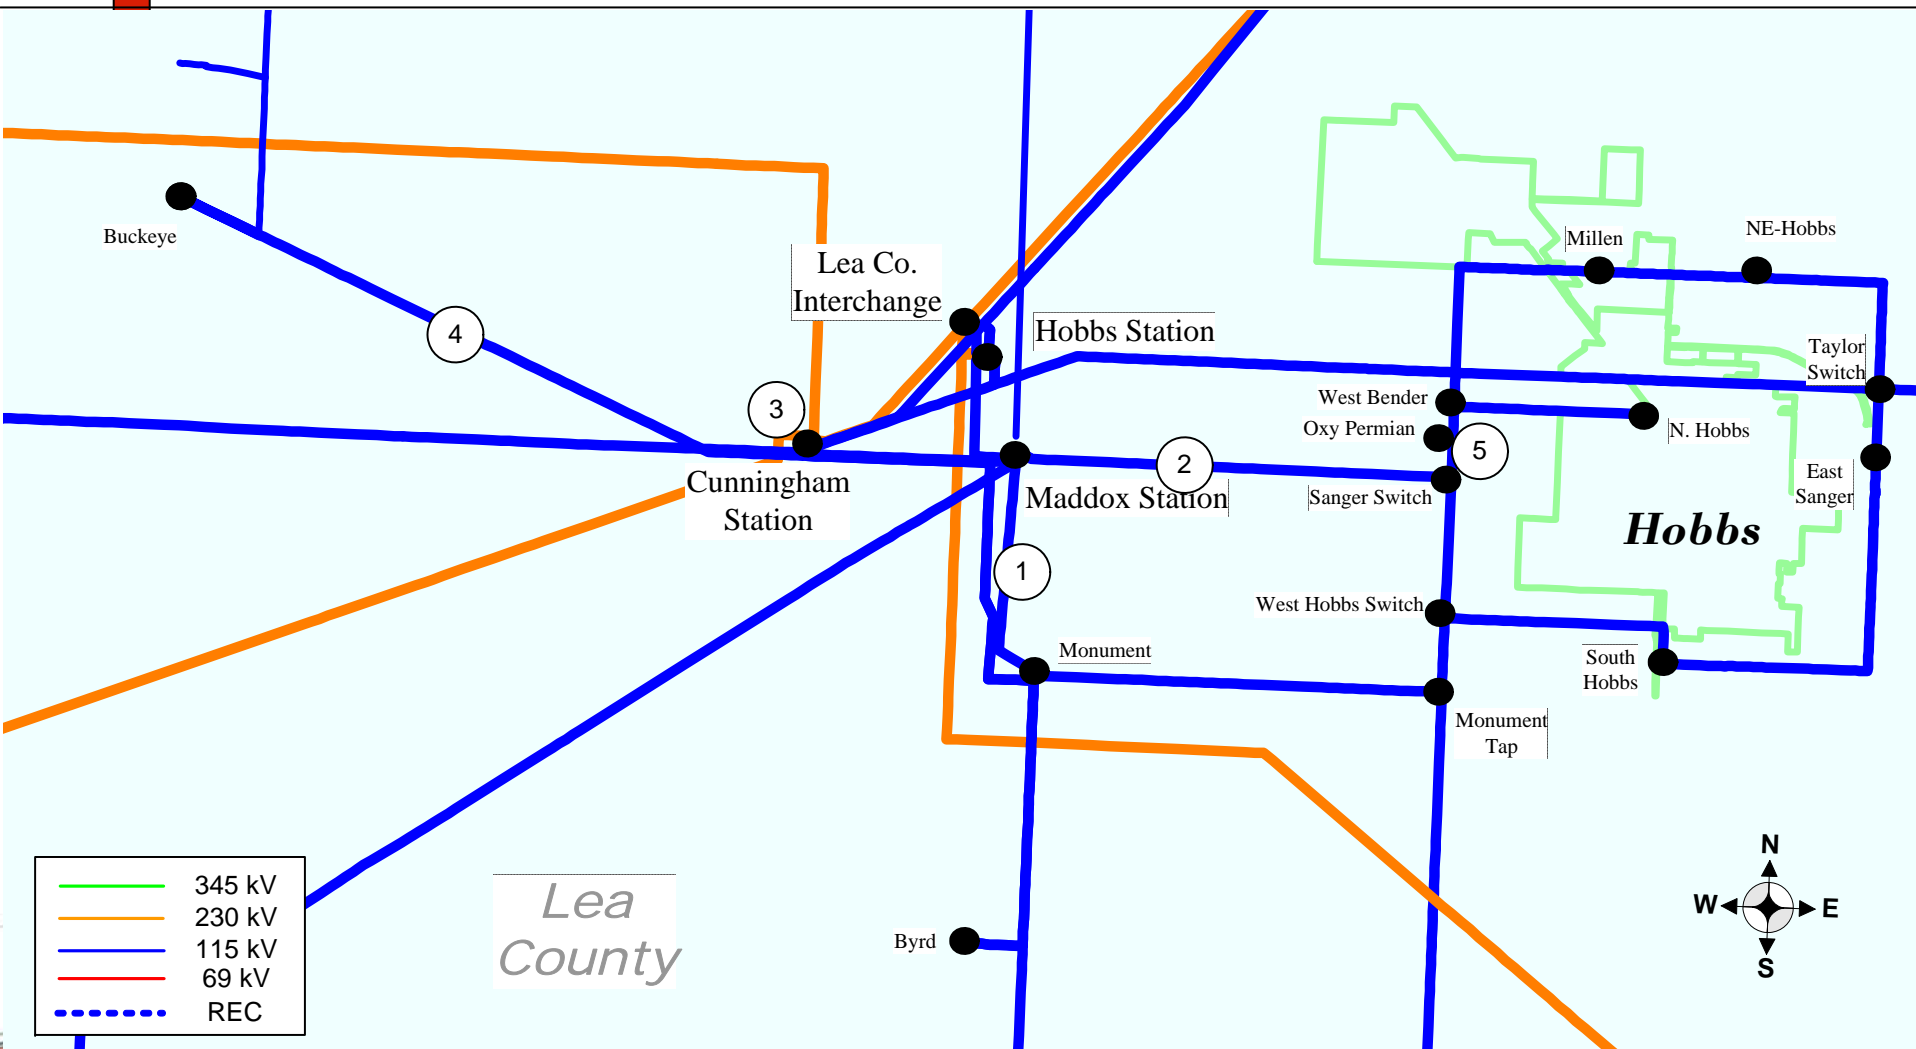 Buckeye
4
Lea Co.
Interchange
Hobbs Station
Millen
NE-Hobbs
Taylor
Switch
3
West Bender
Oxy Permian
5
N. Hobbs
2
Cunningham
Station
Maddox Station
Sanger Switch
East
Sanger
Hobbs
1
West Hobbs Switch
Monument
South
Hobbs
Monument
Tap
Byrd
Lea
County
345 kV
230 kV
115 kV
69 kV
REC
N
W
E
S